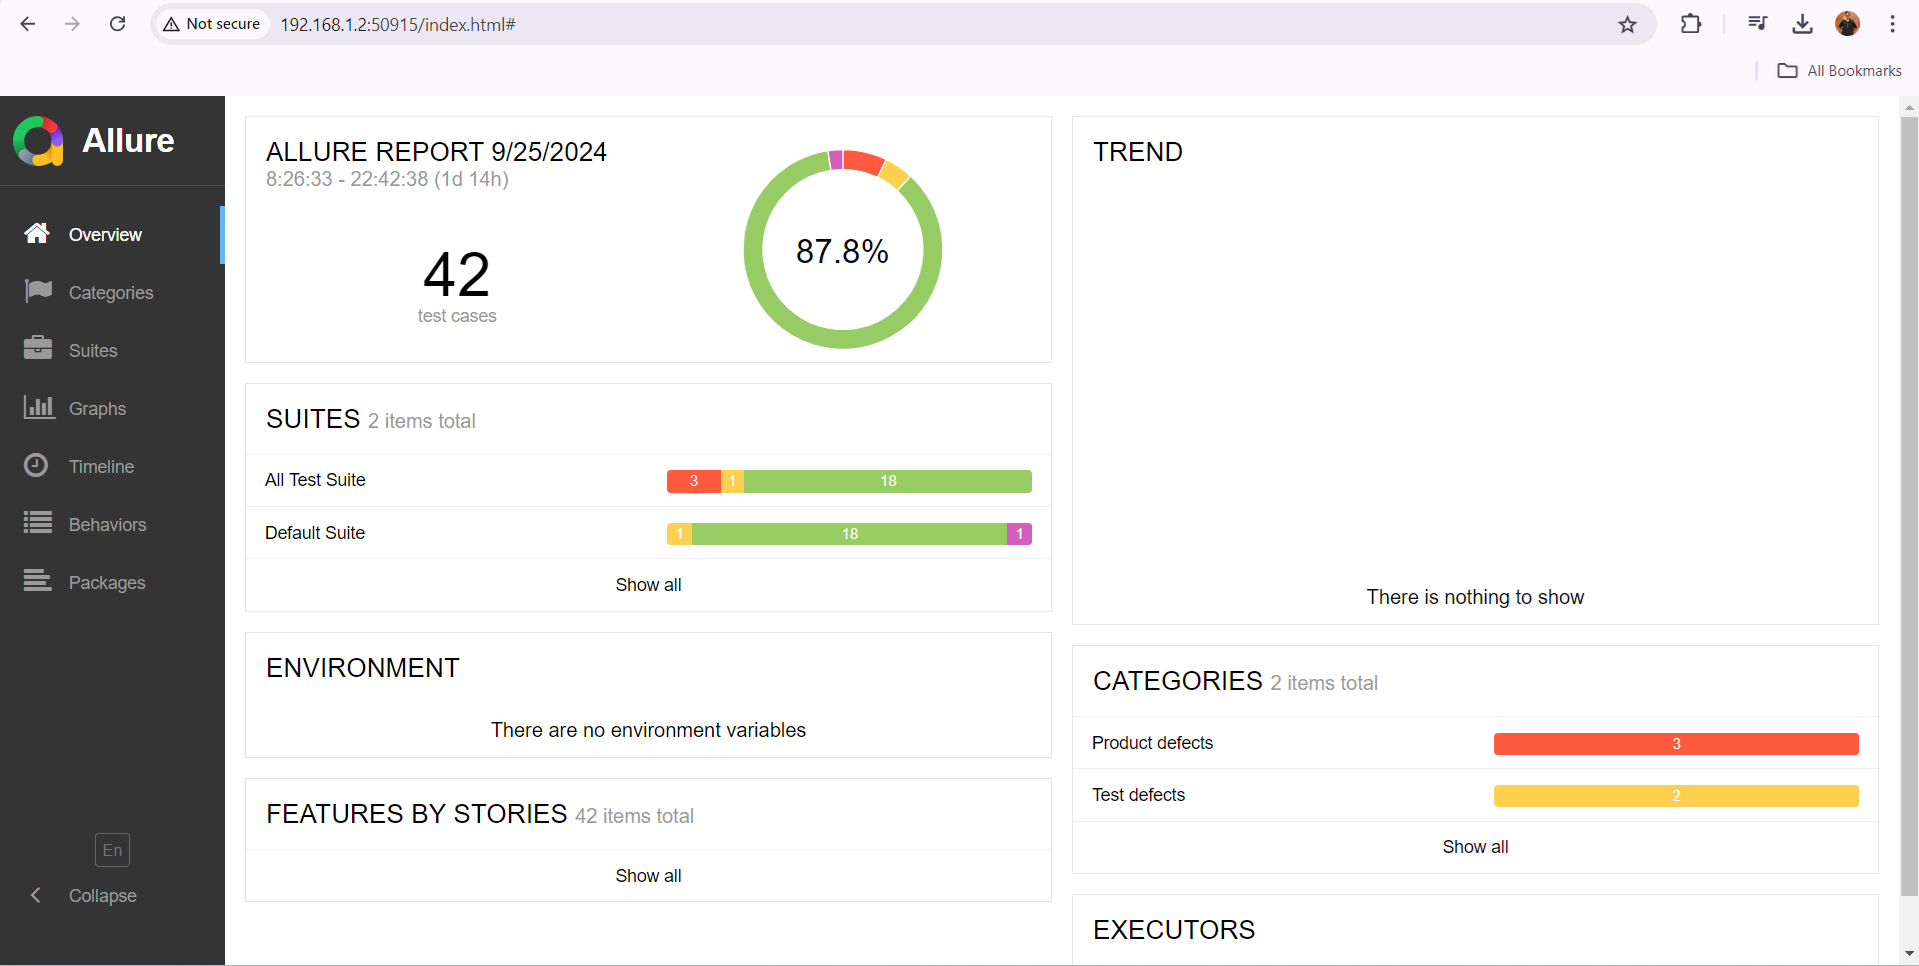 Not secure 192.168.1.2:50915/index.html#
All Bookmarks
Allure
Overview
Categories
Suites
Graphs
Timeline
Behaviors
Packages
En
Collapse
ALLURE REPORT 9/25/2024
8:26:33 - 22:42:38 (1d 14h)
42
test cases
87.8%
SUITES 2 items total
All Test Suite 3 1 18
Default Suite 1 18 1
Show all
ENVIRONMENT
There are no environment variables
FEATURES BY STORIES 42 items total
Show all
TREND
There is nothing to show
CATEGORIES 2 items total
Product defects 3
Test defects 2
Show all
EXECUTORS